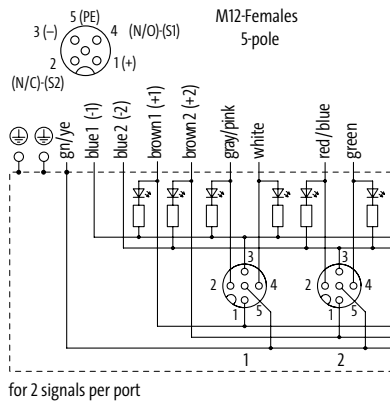 5 (PE)
3 (–)
4 (N/O)-(S1)
2
1 (+)
(N/C)-(S2)
M12-Females
5-pole
gn/ye
blue1 (-1)
blue2 (-2)
brown1 (+1)
brown2 (+2)
gray/pink
white
red/blue
green
3
2
4
1
5
3
2
4
1
5
1
2
for 2 signals per port